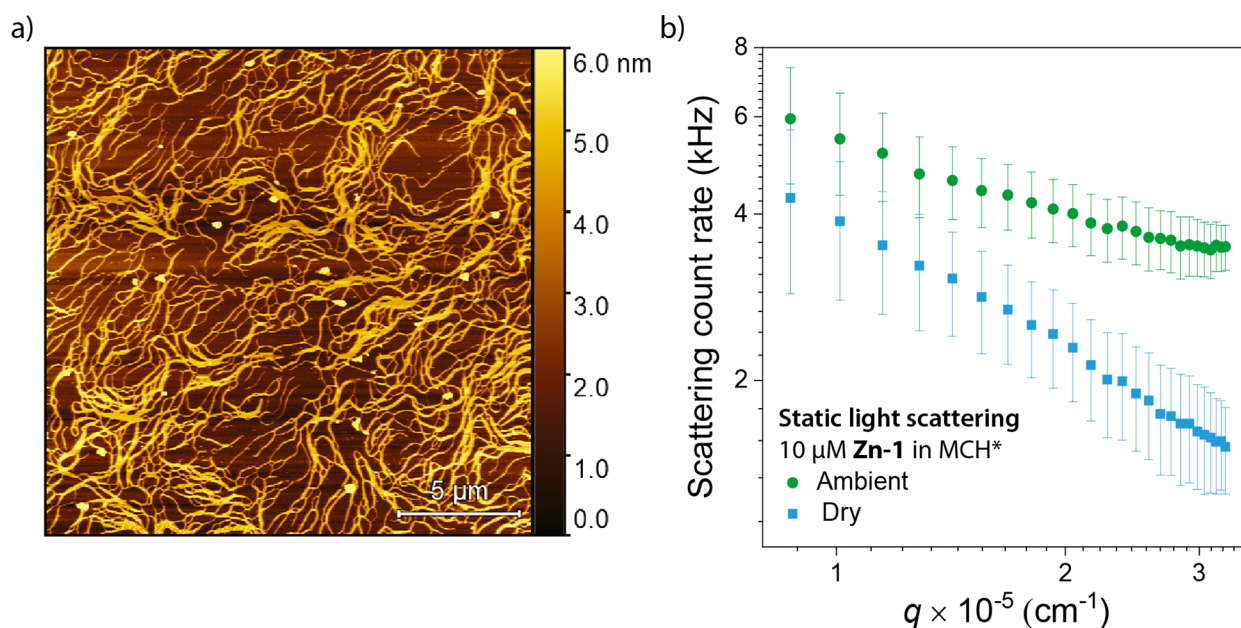 a)
6.0 nm
5.0
4.0
3.0
2.0
1.0
0.0
5 µm
b)
Scattering count rate (kHz)
8
6
4
2
Static light scattering
10 µM Zn-1 in MCH*
Ambient
Dry
1
2
3
q × 10⁻⁵ (cm⁻¹)